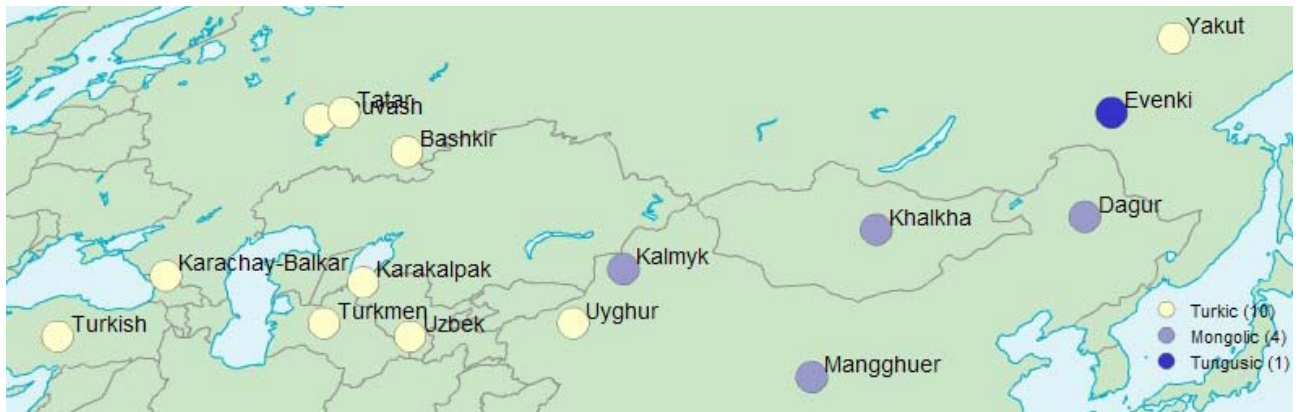 Yakut
Evenki
Tatar
Bashkir
Dagur
Khalkha
Kalmyk
Karachay-Balkar
Karakalpak
Turkish
Turkmen
Uzbek
Uyghur
Mangghuer
Turkic (10)
Mongolic (4)
Tungusic (1)